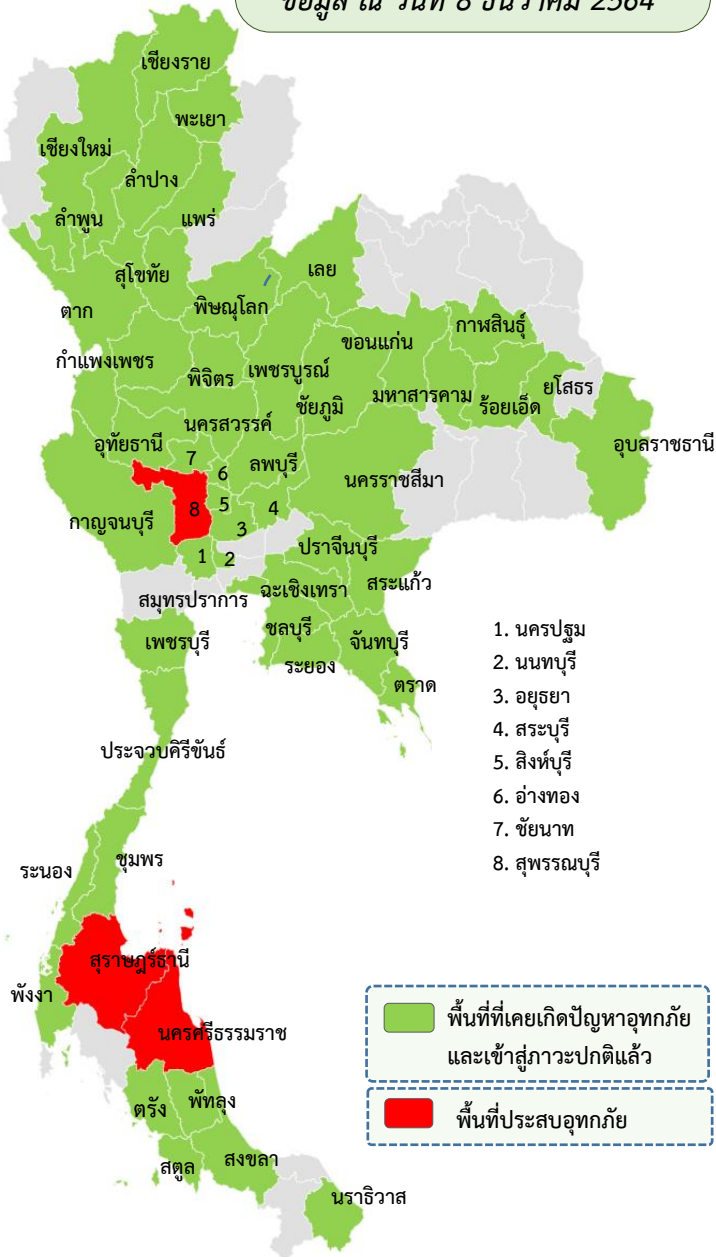 ข้อมูล ณ วันที่ 8 ธันวาคม 2564
เชียงราย
พะเยา
เชียงใหม่
ลำปาง
ลำพูน
แพร่
สุโขทัย
เลย
ตาก
พิษณุโลก
กาฬสินธุ์
ขอนแก่น
กำแพงเพชร
พิจิตร
เพชรบูรณ์
มหาสารคาม
ยโสธร
ชัยภูมิ
ร้อยเอ็ด
นครสวรรค์
อุทัยธานี
อุบลราชธานี
7
6
ลพบุรี
นครราชสีมา
8
5
4
กาญจนบุรี
3
1
2
ปราจีนบุรี
สระแก้ว
สมุทรปราการ
ฉะเชิงเทรา
เพชรบุรี
ชลบุรี
จันทบุรี
ระยอง
ตราด
1. นครปฐม
2. นนทบุรี
3. อยุธยา
4. สระบุรี
5. สิงห์บุรี
6. อ่างทอง
7. ชัยนาท
8. สุพรรณบุรี
ประจวบคิรีขันธ์
ชุมพร
ระนอง
สุราษฎร์ธานี
พังงา
นครศรีธรรมราช
ตรัง
พัทลุง
สตูล
สงขลา
นราธิวาส
พื้นที่ที่เคยเกิดปัญหาอุทกภัย
และเข้าสู่ภาวะปกติแล้ว
พื้นที่ประสบอุทกภัย